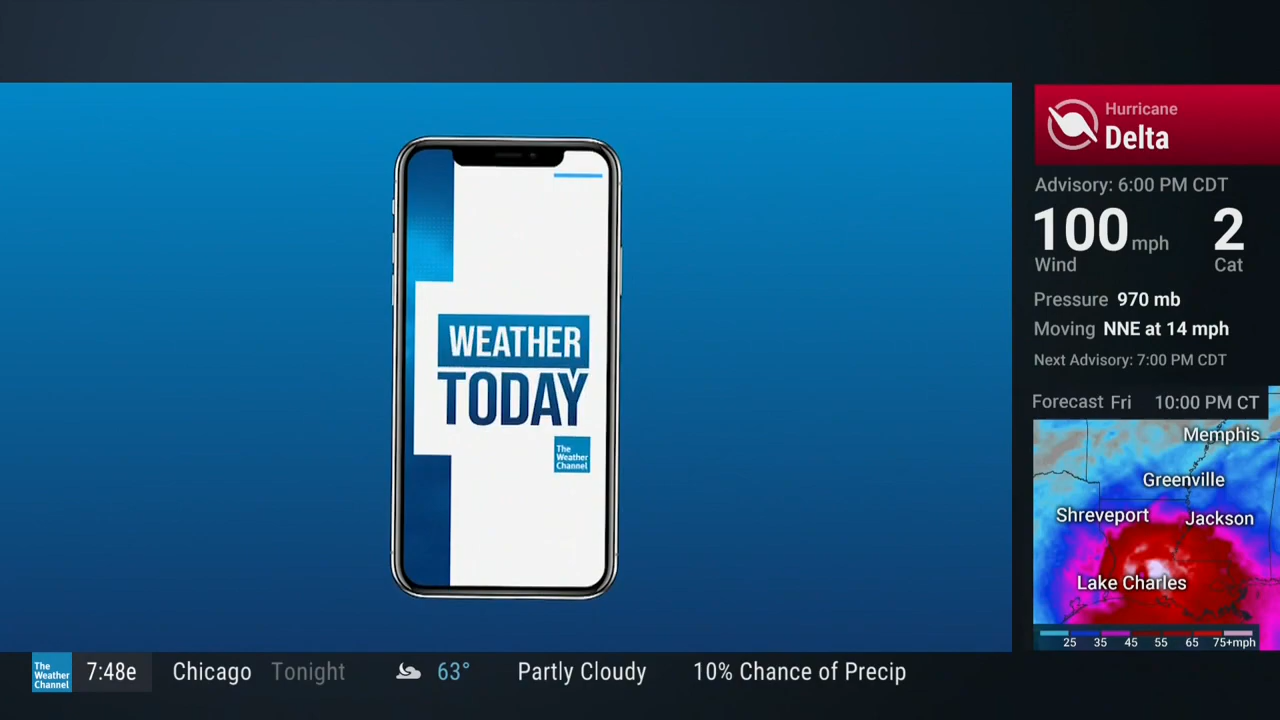 WEATHER
TODAY
The
Weather
Channel
Hurricane
Delta
Advisory: 6:00 PM CDT
100 mph 2
Wind Cat
Pressure 970 mb
Moving NNE at 14 mph
Next Advisory: 7:00 PM CDT
Forecast Fri 10:00 PM CT
Memphis
Greenville
Shreveport Jackson
Lake Charles
25 35 45 55 65 75+mph
The
Weather
Channel
7:48e Chicago Tonight 63° Partly Cloudy 10% Chance of Precip